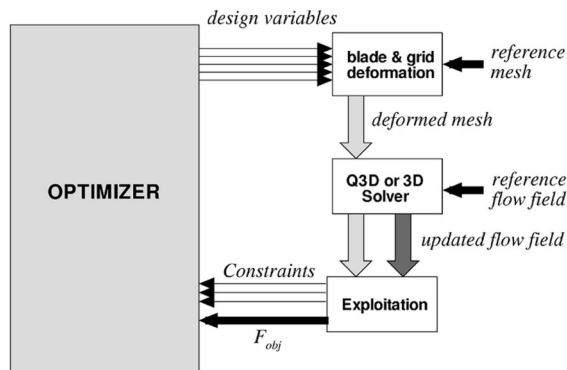 design variables
blade & grid
deformation
reference
mesh
deformed mesh
OPTIMIZER
Q3D or 3D
Solver
reference
flow field
updated flow field
Constraints
Exploitation
F_obj